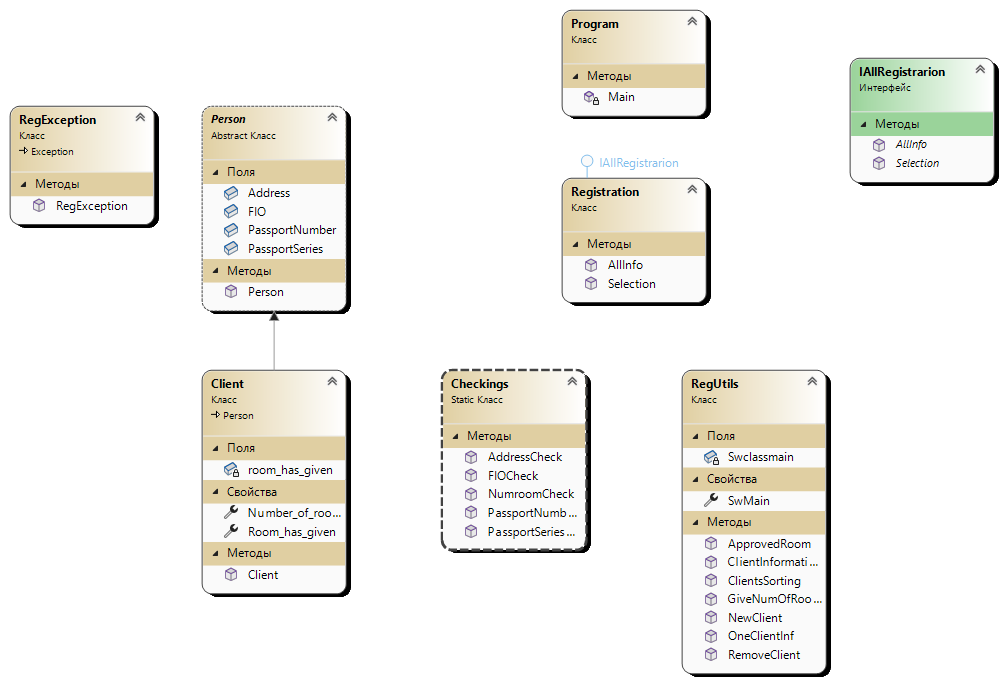 Program
Класс
Методы
Main
IAllRegistrarion
Интерфейс
Методы
AllInfo
Selection
RegException
Класс
Exception
Методы
RegException
Person
Abstract Класс
Поля
Address
FIO
PassportNumber
PassportSeries
Методы
Person
IAllRegistrarion
Registration
Класс
Методы
AllInfo
Selection
Client
Класс
Person
Поля
room_has_given
Свойства
Number_of_roo...
Room_has_given
Методы
Client
Checkings
Static Класс
Методы
AddressCheck
FIOCheck
NumroomCheck
PassportNumb...
PassportSeries...
RegUtils
Класс
Поля
Swclassmain
Свойства
SwMain
Методы
ApprovedRoom
ClientInformati...
ClientsSorting
GiveNumOfRoo...
NewClient
OneClientInf
RemoveClient